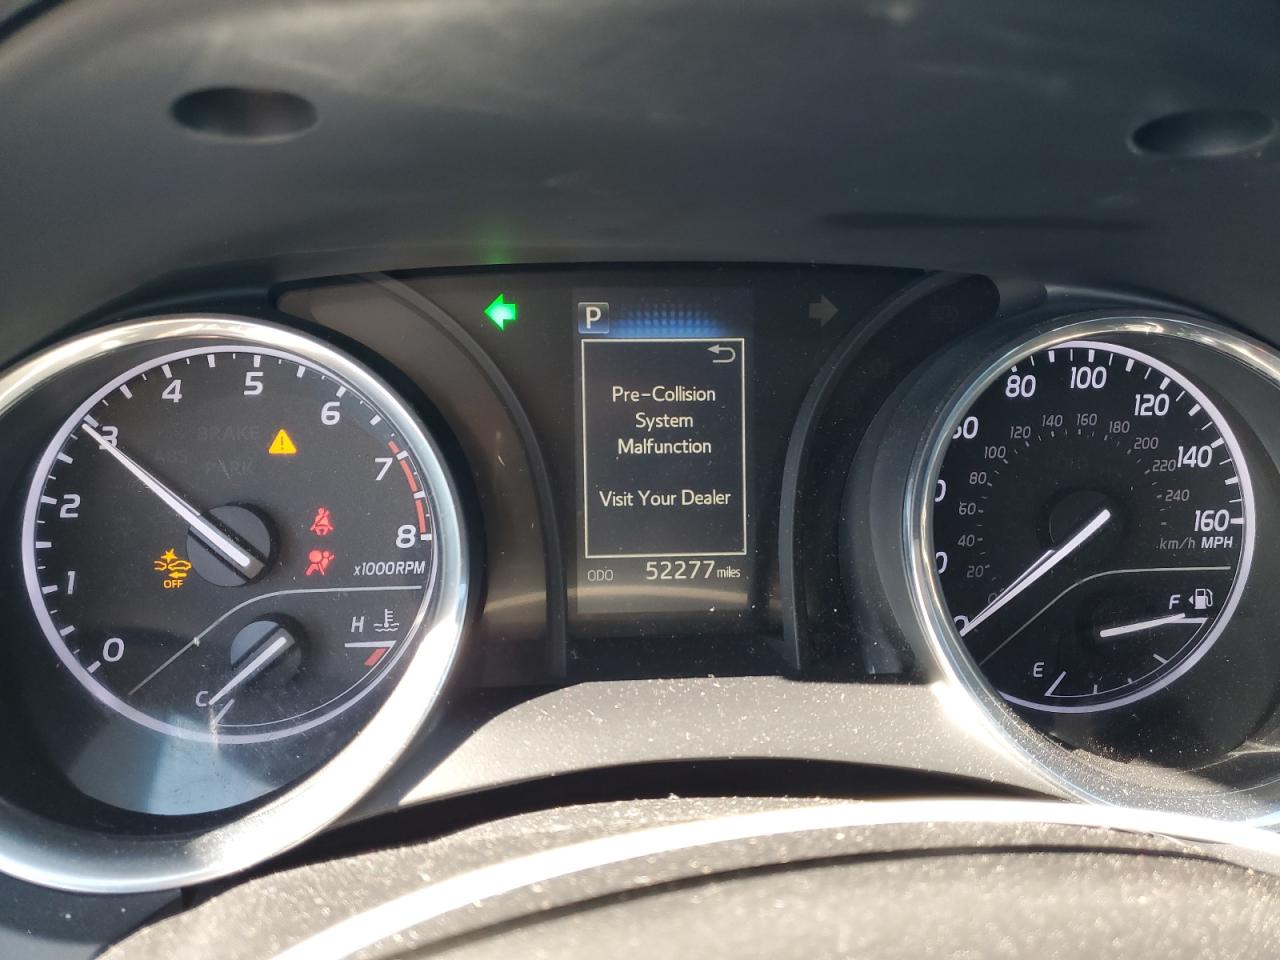 P
Pre-Collision
System
Malfunction
Visit Your Dealer
ODO 52277 miles
0
1
2
3
4
5
6
7
8
x1000RPM
BRAKE
PARK
OFF
H
C
80
100
120
140
160
km/h MPH
20
40
60
80
100
120
140
160
180
200
220
240
F
E